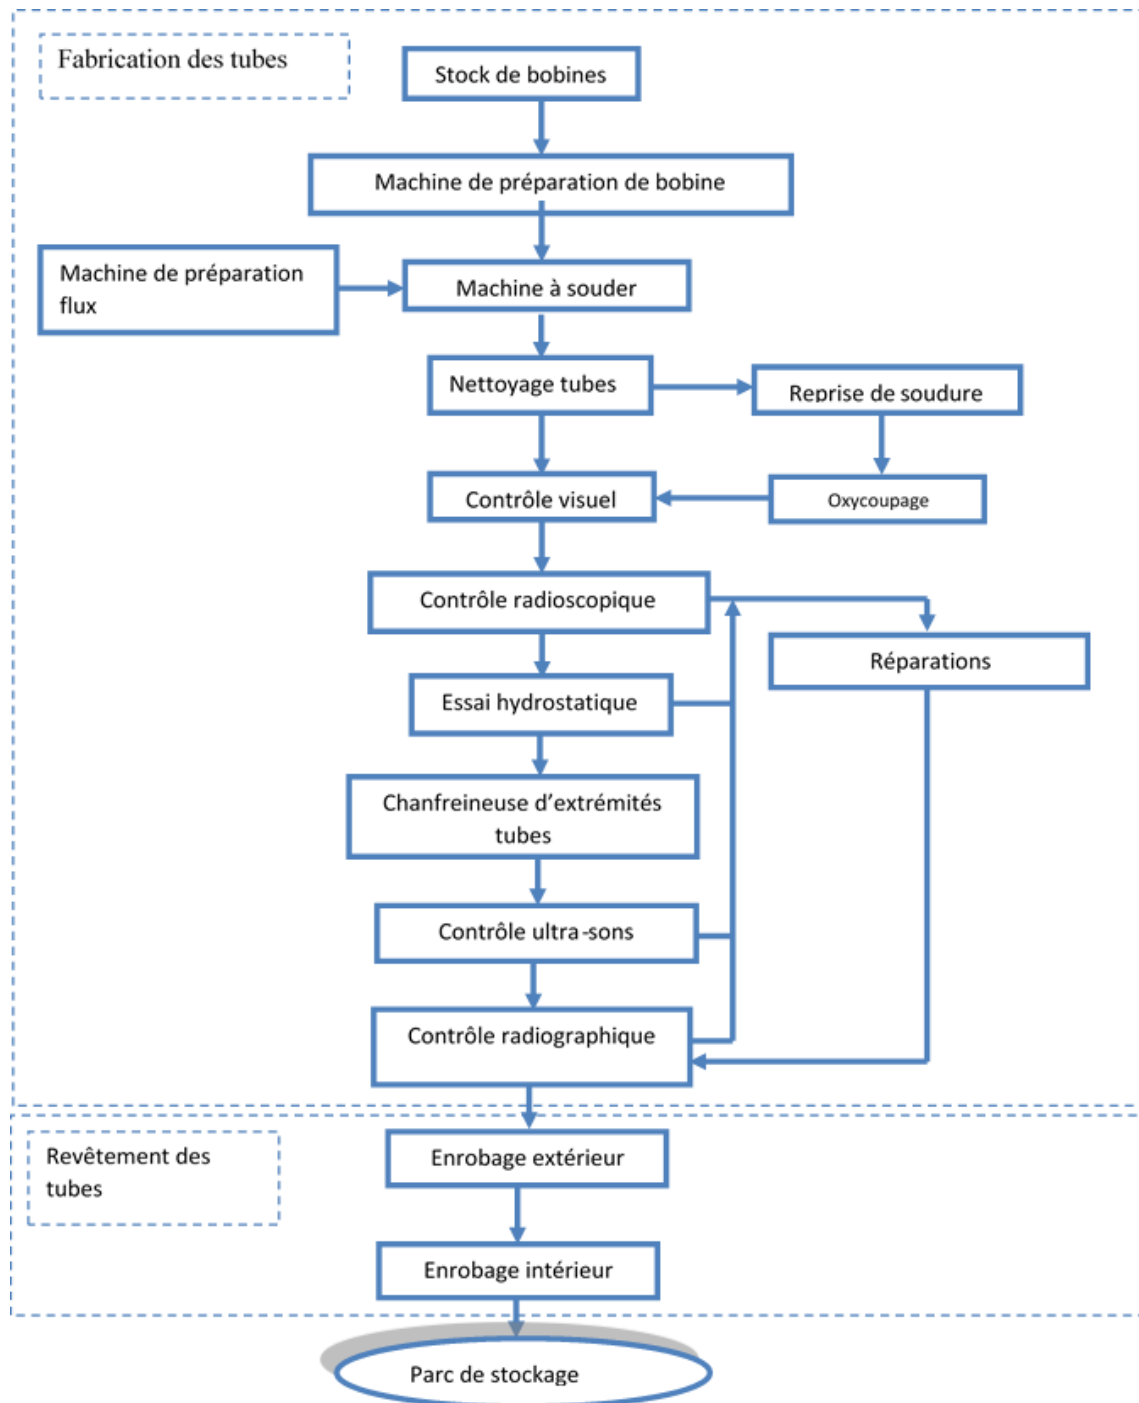 Fabrication des tubes
Stock de bobines
Machine de préparation de bobine
Machine de préparation
flux
Machine à souder
Nettoyage tubes
Reprise de soudure
Contrôle visuel
Oxycoupage
Contrôle radioscopique
Réparations
Essai hydrostatique
Chanfreineuse d’extrémités
tubes
Contrôle ultra-sons
Contrôle radiographique
Revêtement des
tubes
Enrobage extérieur
Enrobage intérieur
Parc de stockage